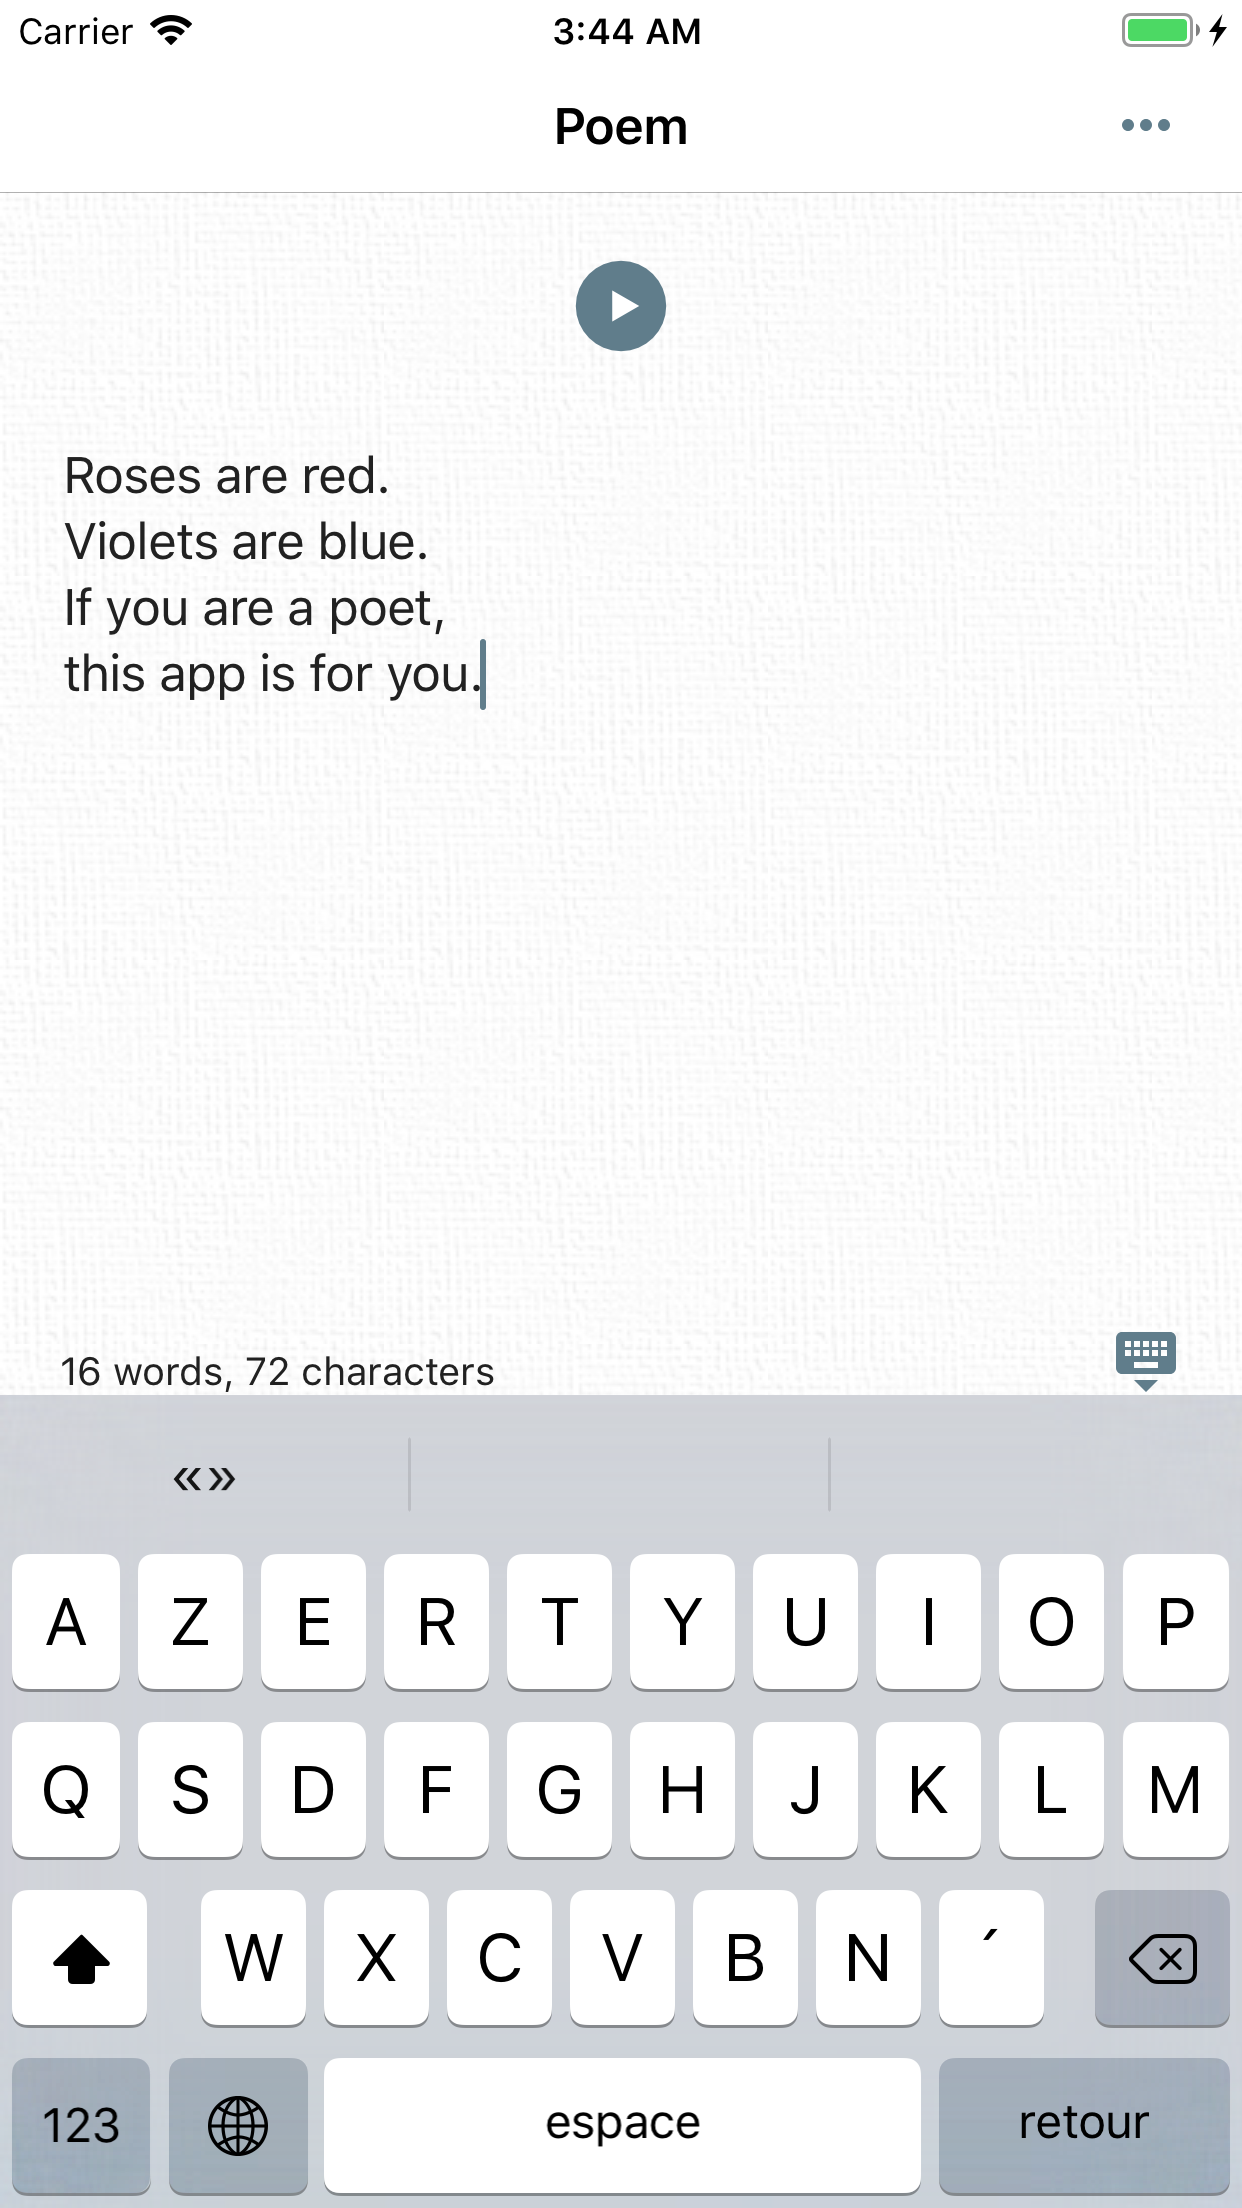 Carrier 3:44 AM
Poem
Roses are red.
Violets are blue.
If you are a poet,
this app is for you.
16 words, 72 characters
«»
A Z E R T Y U I O P
Q S D F G H J K L M
W X C V B N ´
123 espace retour